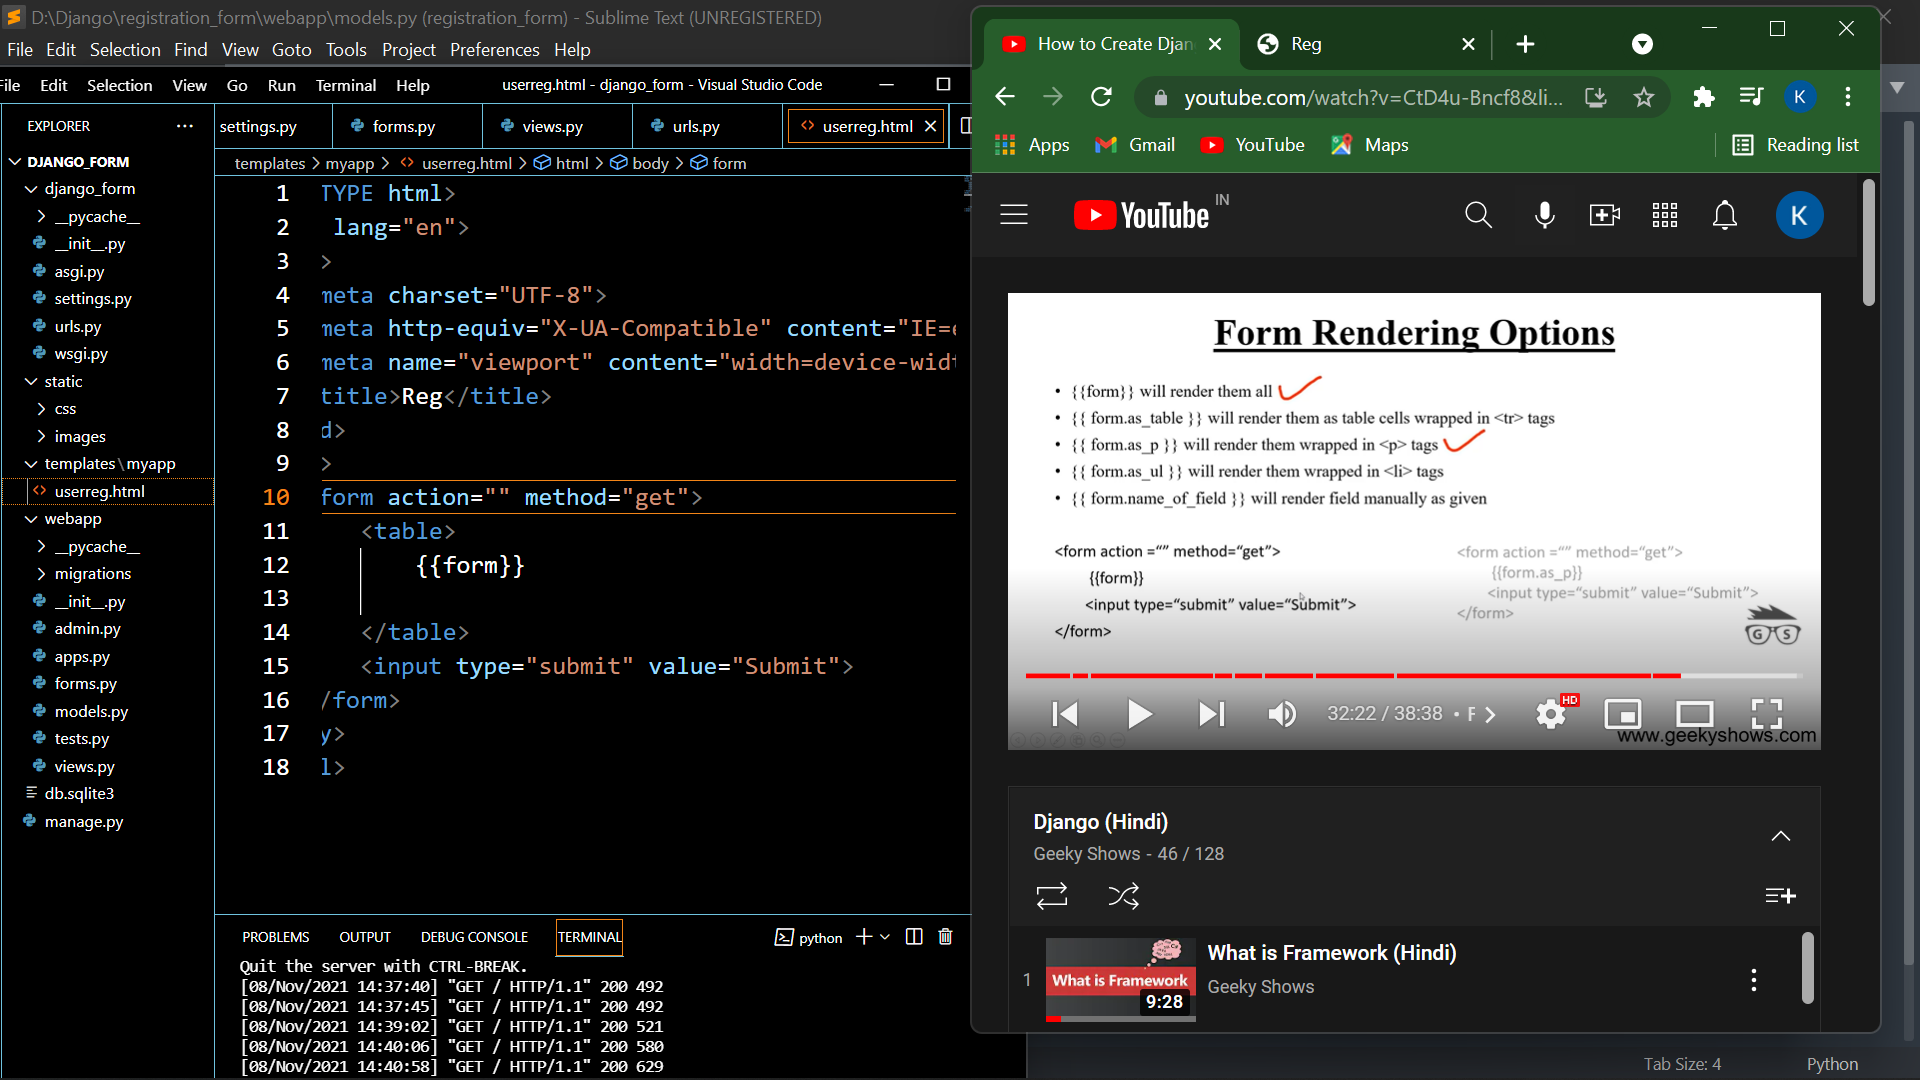 D:\Django\registration_form\webapp\models.py (registration_form) - Sublime Text (UNREGISTERED)
File Edit Selection Find View Goto Tools Project Preferences Help
File Edit Selection View Go Run Terminal Help
userreg.html - django_form - Visual Studio Code
EXPLORER
DJANGO_FORM
django_form
__pycache__
__init__.py
asgi.py
settings.py
urls.py
wsgi.py
static
css
images
templates\myapp
userreg.html
webapp
__pycache__
migrations
__init__.py
admin.py
apps.py
forms.py
models.py
tests.py
views.py
db.sqlite3
manage.py
settings.py forms.py views.py urls.py userreg.html
templates > myapp > userreg.html > html > body > form
1 TYPE html>
2 lang="en">
3 >
4 meta charset="UTF-8">
5 meta http-equiv="X-UA-Compatible" content="IE=e
6 meta name="viewport" content="width=device-widt
7 title>Reg</title>
8 d>
9 >
10 form action="" method="get">
11 <table>
12 {{form}}
13
14 </table>
15 <input type="submit" value="Submit">
16 /form>
17 y>
18 l>
PROBLEMS OUTPUT DEBUG CONSOLE TERMINAL
python
Quit the server with CTRL-BREAK.
[08/Nov/2021 14:37:40] "GET / HTTP/1.1" 200 492
[08/Nov/2021 14:37:45] "GET / HTTP/1.1" 200 492
[08/Nov/2021 14:39:02] "GET / HTTP/1.1" 200 521
[08/Nov/2021 14:40:06] "GET / HTTP/1.1" 200 580
[08/Nov/2021 14:40:58] "GET / HTTP/1.1" 200 629
How to Create Djan
Reg
youtube.com/watch?v=CtD4u-Bncf8&li...
K
Apps Gmail YouTube Maps Reading list
YouTube IN
K
Form Rendering Options
• {{form}} will render them all
• {{ form.as_table }} will render them as table cells wrapped in <tr> tags
• {{ form.as_p }} will render them wrapped in <p> tags
• {{ form.as_ul }} will render them wrapped in <li> tags
• {{ form.name_of_field }} will render field manually as given
<form action =“” method=“get”>
{{form}}
<input type=“submit” value=“Submit”>
</form>
<form action =“” method=“get”>
{{form.as_p}}
<input type=“submit” value=“Submit”>
</form>
G S
32:22 / 38:38 • F
HD
www.geekyshows.com
Django (Hindi)
Geeky Shows - 46 / 128
1
What is Framework
9:28
What is Framework (Hindi)
Geeky Shows
Tab Size: 4
Python